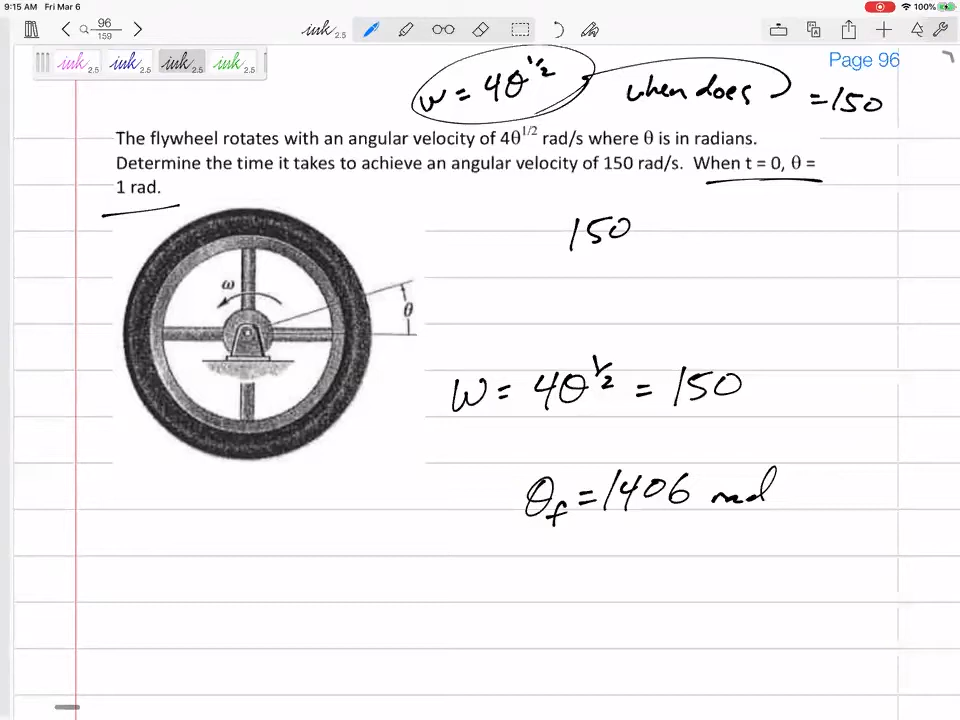 9:15 AM Fri Mar 6
100%
96
159
ink 2.5
Page 96
ink 2.5 ink 2.5 ink 2.5 ink 2.5
w = 4θ^1/2 when does = 150
The flywheel rotates with an angular velocity of 4θ^1/2 rad/s where θ is in radians.
Determine the time it takes to achieve an angular velocity of 150 rad/s. When t = 0, θ =
1 rad.
150
ω
θ
w = 4θ^1/2 = 150
θf = 1406 rad